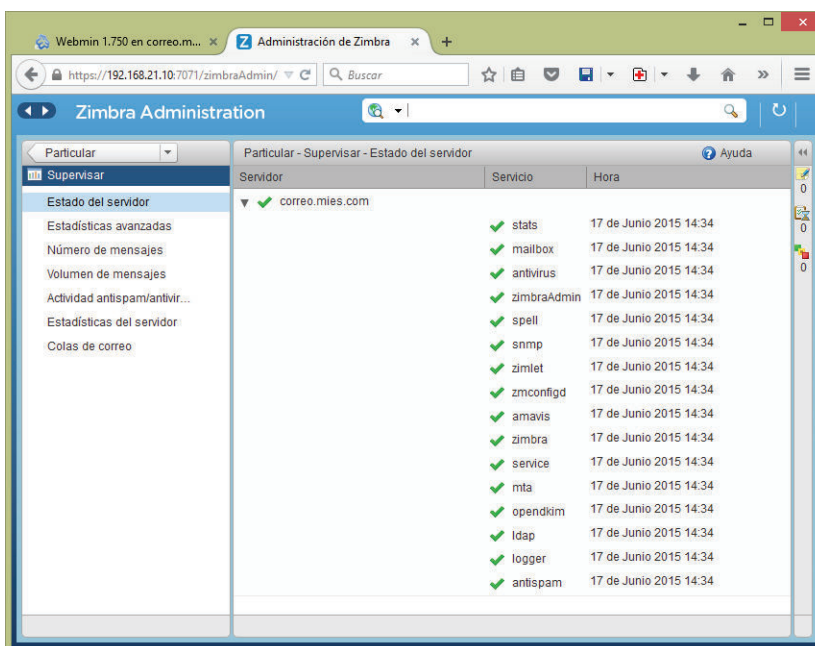 Webmin 1.750 en correo.m...
Administración de Zimbra
https://192.168.21.10:7071/zimbraAdmin/
Buscar
Zimbra Administration
Particular
Particular - Supervisar - Estado del servidor
Ayuda
Supervisar
Servidor Servicio Hora
Estado del servidor
Estadísticas avanzadas
Número de mensajes
Volumen de mensajes
Actividad antispam/antivir...
Estadísticas del servidor
Colas de correo
correo.mies.com
stats 17 de Junio 2015 14:34
mailbox 17 de Junio 2015 14:34
antivirus 17 de Junio 2015 14:34
zimbraAdmin 17 de Junio 2015 14:34
spell 17 de Junio 2015 14:34
snmp 17 de Junio 2015 14:34
zimlet 17 de Junio 2015 14:34
zmconfigd 17 de Junio 2015 14:34
amavis 17 de Junio 2015 14:34
zimbra 17 de Junio 2015 14:34
service 17 de Junio 2015 14:34
mta 17 de Junio 2015 14:34
opendkim 17 de Junio 2015 14:34
ldap 17 de Junio 2015 14:34
logger 17 de Junio 2015 14:34
antispam 17 de Junio 2015 14:34
0
0
0